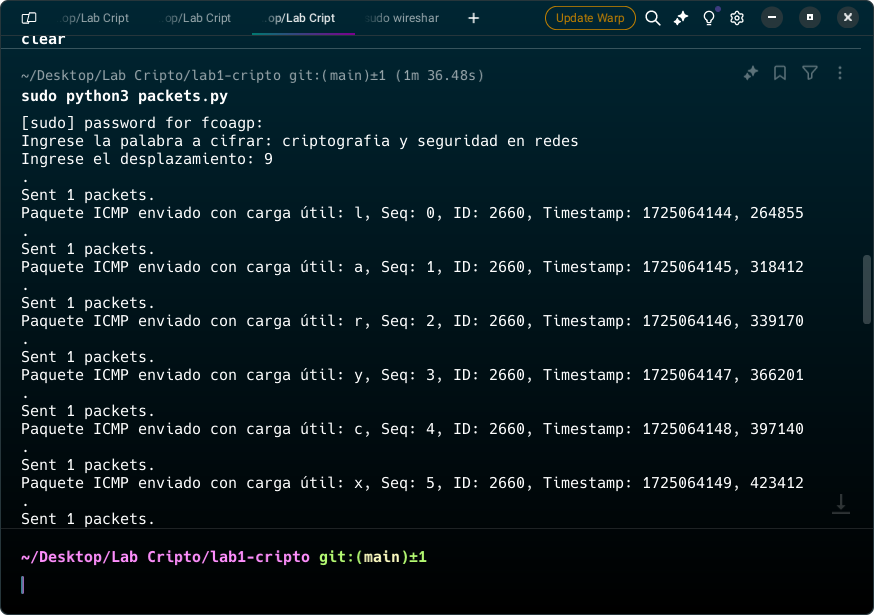 .op/Lab Cript
.op/Lab Cript
.op/Lab Cript
sudo wireshar
Update Warp
clear
~/Desktop/Lab Cripto/lab1-cripto git:(main)±1 (1m 36.48s)
sudo python3 packets.py
[sudo] password for fcoagp:
Ingrese la palabra a cifrar: criptografia y seguridad en redes
Ingrese el desplazamiento: 9
.
Sent 1 packets.
Paquete ICMP enviado con carga útil: l, Seq: 0, ID: 2660, Timestamp: 1725064144, 264855
.
Sent 1 packets.
Paquete ICMP enviado con carga útil: a, Seq: 1, ID: 2660, Timestamp: 1725064145, 318412
.
Sent 1 packets.
Paquete ICMP enviado con carga útil: r, Seq: 2, ID: 2660, Timestamp: 1725064146, 339170
.
Sent 1 packets.
Paquete ICMP enviado con carga útil: y, Seq: 3, ID: 2660, Timestamp: 1725064147, 366201
.
Sent 1 packets.
Paquete ICMP enviado con carga útil: c, Seq: 4, ID: 2660, Timestamp: 1725064148, 397140
.
Sent 1 packets.
Paquete ICMP enviado con carga útil: x, Seq: 5, ID: 2660, Timestamp: 1725064149, 423412
.
Sent 1 packets.
~/Desktop/Lab Cripto/lab1-cripto git:(main)±1